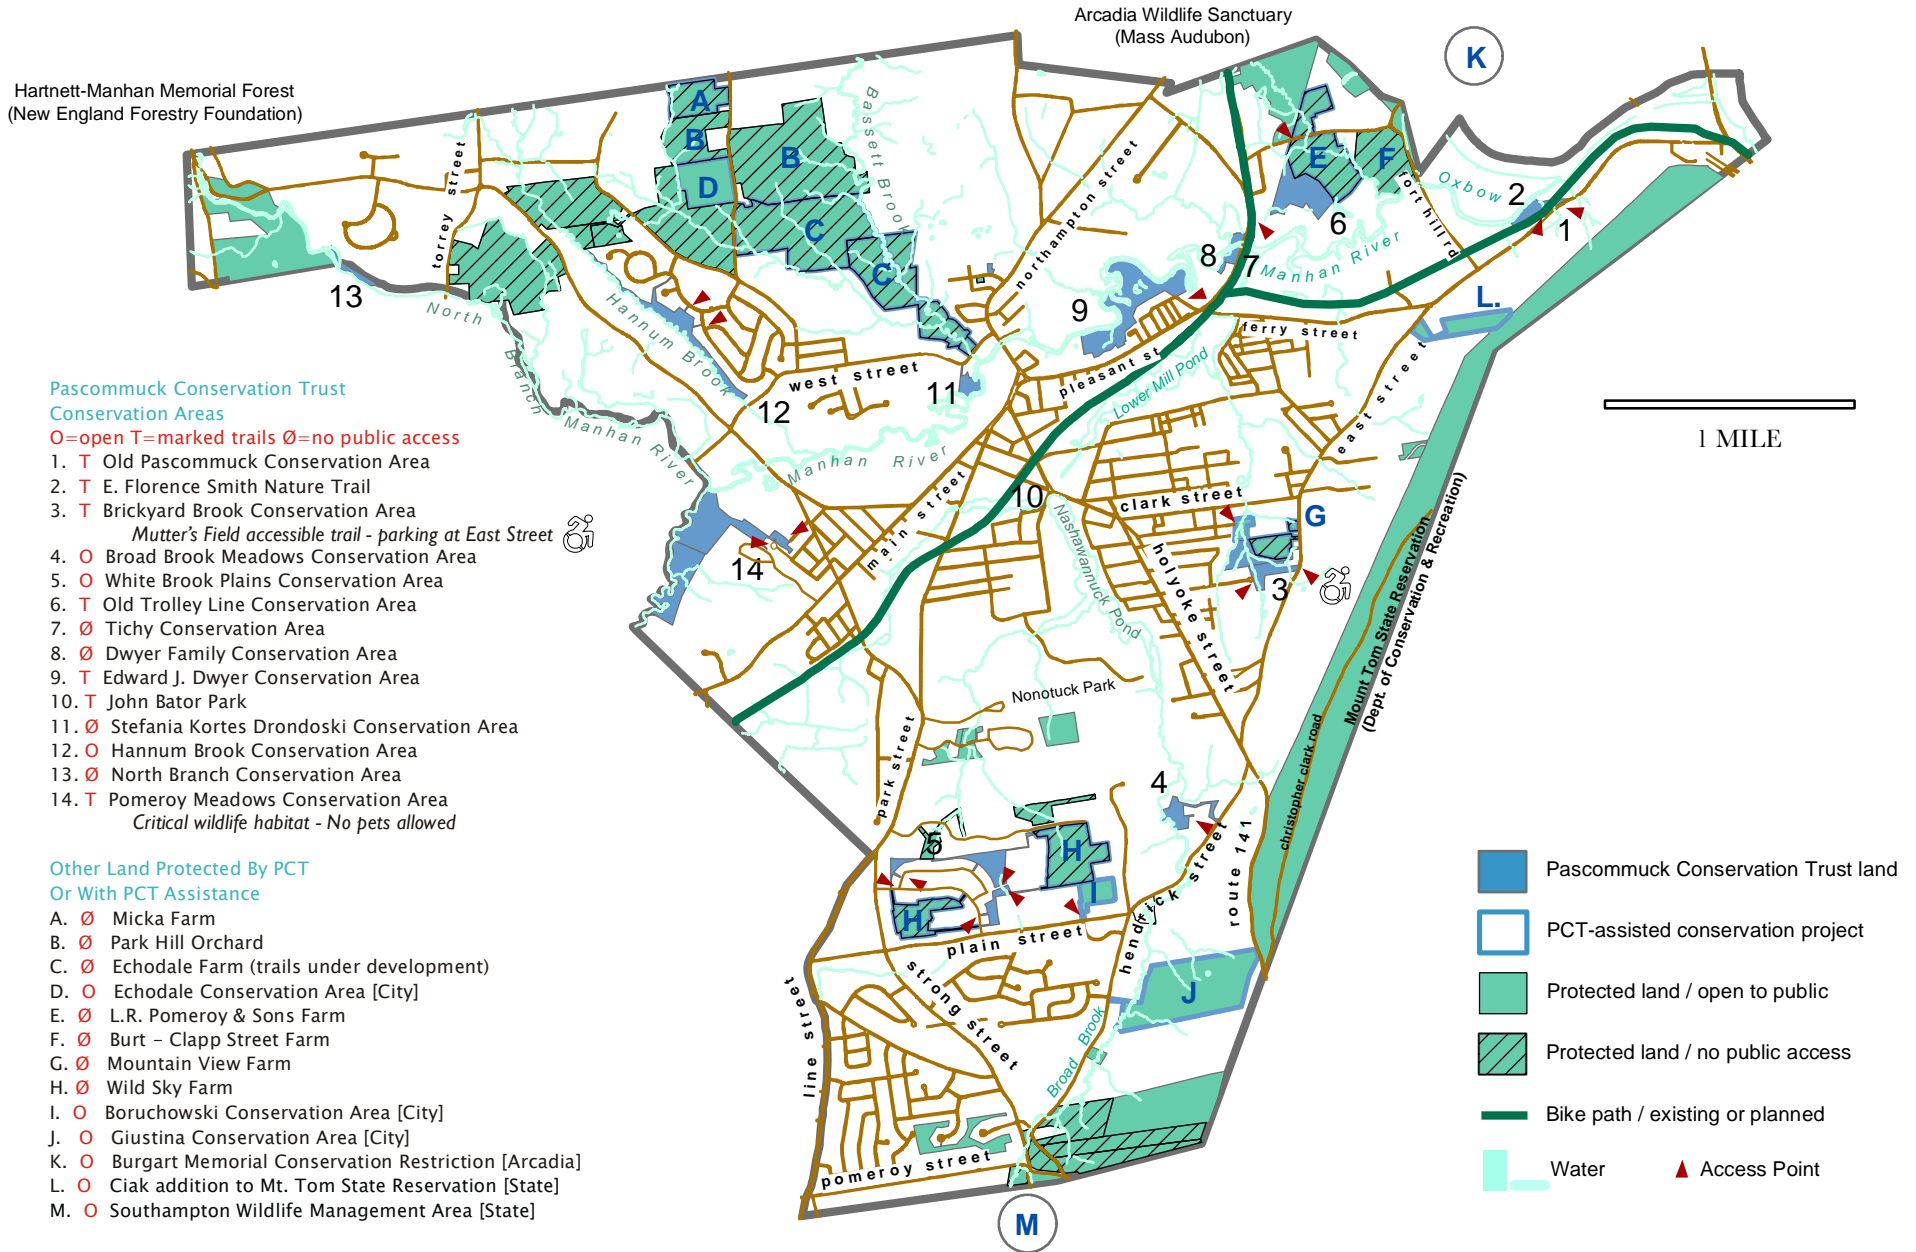 Arcadia Wildlife Sanctuary
(Mass Audubon)
K
Hartnett-Manhan Memorial Forest
(New England Forestry Foundation)
A
B
B
D
C
C
E
F
Bassett Brook
torrey street
northampton street
fort hill rd
Oxbow
2
1
6
8
7
Manhan River
L.
13
North
Branch
Manhan River
Hannum Brook
9
ferry street
pleasant st
Lower Mill Pond
west street
11
12
east street
1 MILE
Manhan River
main street
10
clark street
G
Nashawannuck Pond
holyoke street
14
3
Mount Tom State Reservation
(Dept. of Conservation & Recreation)
christopher clark road
Nonotuck Park
park street
4
5
H
H
I
hendrick street
route 141
plain street
strong street
line street
J
Broad Brook
pomeroy street
M
Pascommuck Conservation Trust
Conservation Areas
O=open T=marked trails Ø=no public access
1. T Old Pascommuck Conservation Area
2. T E. Florence Smith Nature Trail
3. T Brickyard Brook Conservation Area
Mutter's Field accessible trail - parking at East Street
4. O Broad Brook Meadows Conservation Area
5. O White Brook Plains Conservation Area
6. T Old Trolley Line Conservation Area
7. Ø Tichy Conservation Area
8. Ø Dwyer Family Conservation Area
9. T Edward J. Dwyer Conservation Area
10. T John Bator Park
11. Ø Stefania Kortes Drondoski Conservation Area
12. O Hannum Brook Conservation Area
13. Ø North Branch Conservation Area
14. T Pomeroy Meadows Conservation Area
Critical wildlife habitat - No pets allowed
Other Land Protected By PCT
Or With PCT Assistance
A. Ø Micka Farm
B. Ø Park Hill Orchard
C. Ø Echodale Farm (trails under development)
D. O Echodale Conservation Area [City]
E. Ø L.R. Pomeroy & Sons Farm
F. Ø Burt – Clapp Street Farm
G. Ø Mountain View Farm
H. Ø Wild Sky Farm
I. O Boruchowski Conservation Area [City]
J. O Giustina Conservation Area [City]
K. O Burgart Memorial Conservation Restriction [Arcadia]
L. O Ciak addition to Mt. Tom State Reservation [State]
M. O Southampton Wildlife Management Area [State]
Pascommuck Conservation Trust land
PCT-assisted conservation project
Protected land / open to public
Protected land / no public access
Bike path / existing or planned
Water
Access Point